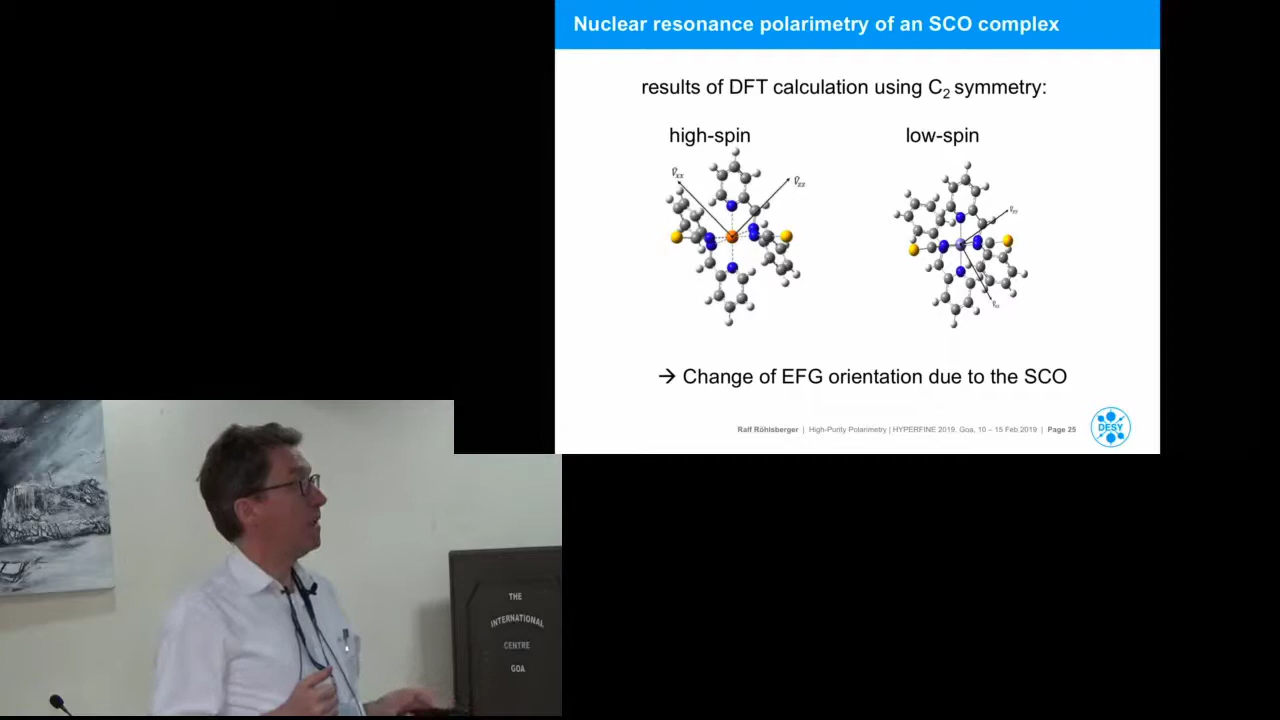 Nuclear resonance polarimetry of an SCO complex
results of DFT calculation using C2 symmetry:
high-spin
low-spin
→ Change of EFG orientation due to the SCO
Ralf Röhlsberger | High-Purity Polarimetry | HYPERFINE 2019. Goa, 10 – 15 Feb 2019 | Page 25
DESY
THE
INTERNATIONAL
CENTRE
GOA